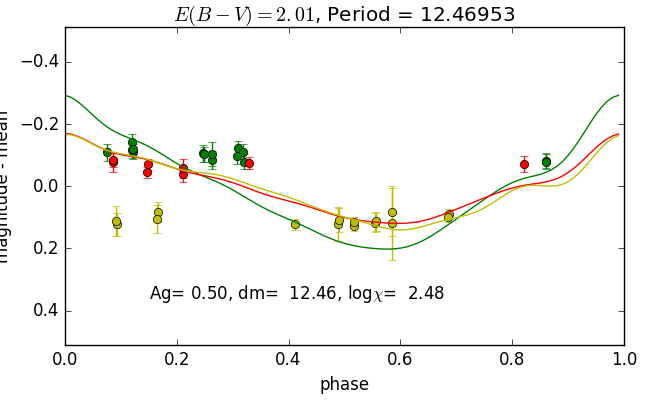 E(B − V) = 2.01, Period = 12.46953
magnitude - mean
−0.4
−0.2
0.0
0.2
0.4
Ag= 0.50, dm= 12.46, logχ= 2.48
0.0 0.2 0.4 0.6 0.8 1.0
phase